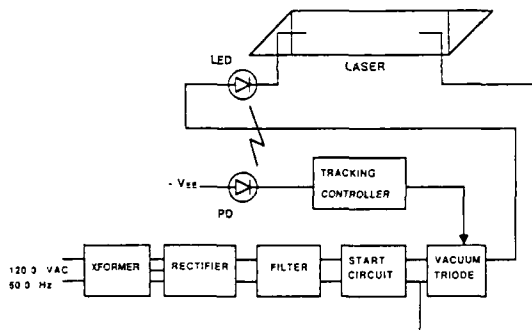 LED
LASER
- VEE
PD
TRACKING
CONTROLLER
120.0 VAC
60.0 Hz
XFORMER
RECTIFIER
FILTER
START
CIRCUIT
VACUUM
TRIODE